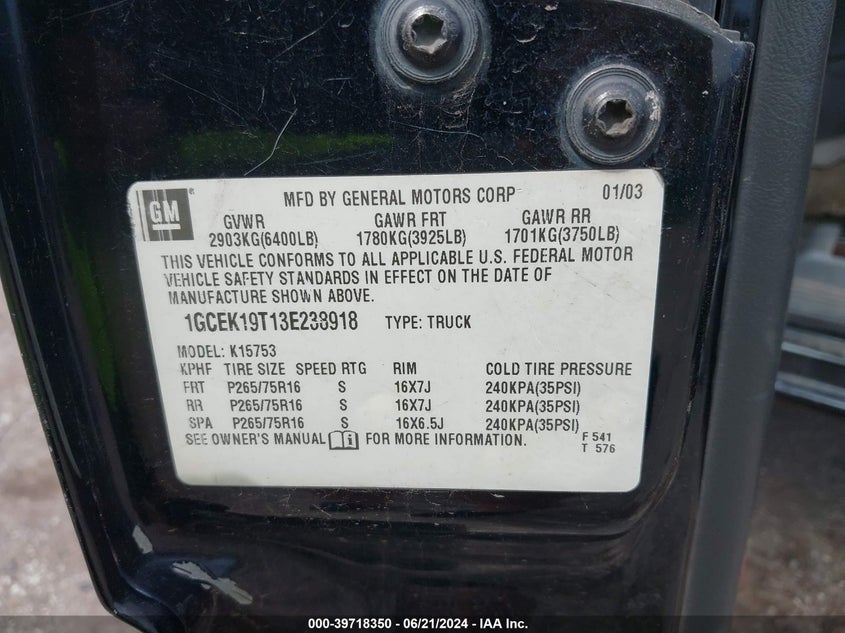 GM ® MFD BY GENERAL MOTORS CORP 01/03
GVWR GAWR FRT GAWR RR
2903KG(6400LB) 1780KG(3925LB) 1701KG(3750LB)
THIS VEHICLE CONFORMS TO ALL APPLICABLE U.S. FEDERAL MOTOR
VEHICLE SAFETY STANDARDS IN EFFECT ON THE DATE OF
MANUFACTURE SHOWN ABOVE.
1GCEK19T13E238918 TYPE: TRUCK
MODEL: K15753
KPHF TIRE SIZE SPEED RTG RIM COLD TIRE PRESSURE
FRT P265/75R16 S 16X7J 240KPA(35PSI)
RR P265/75R16 S 16X7J 240KPA(35PSI)
SPA P265/75R16 S 16X6.5J 240KPA(35PSI)
SEE OWNER'S MANUAL FOR MORE INFORMATION.
F 541
T 576
000-39718350 - 06/21/2024 - IAA Inc.